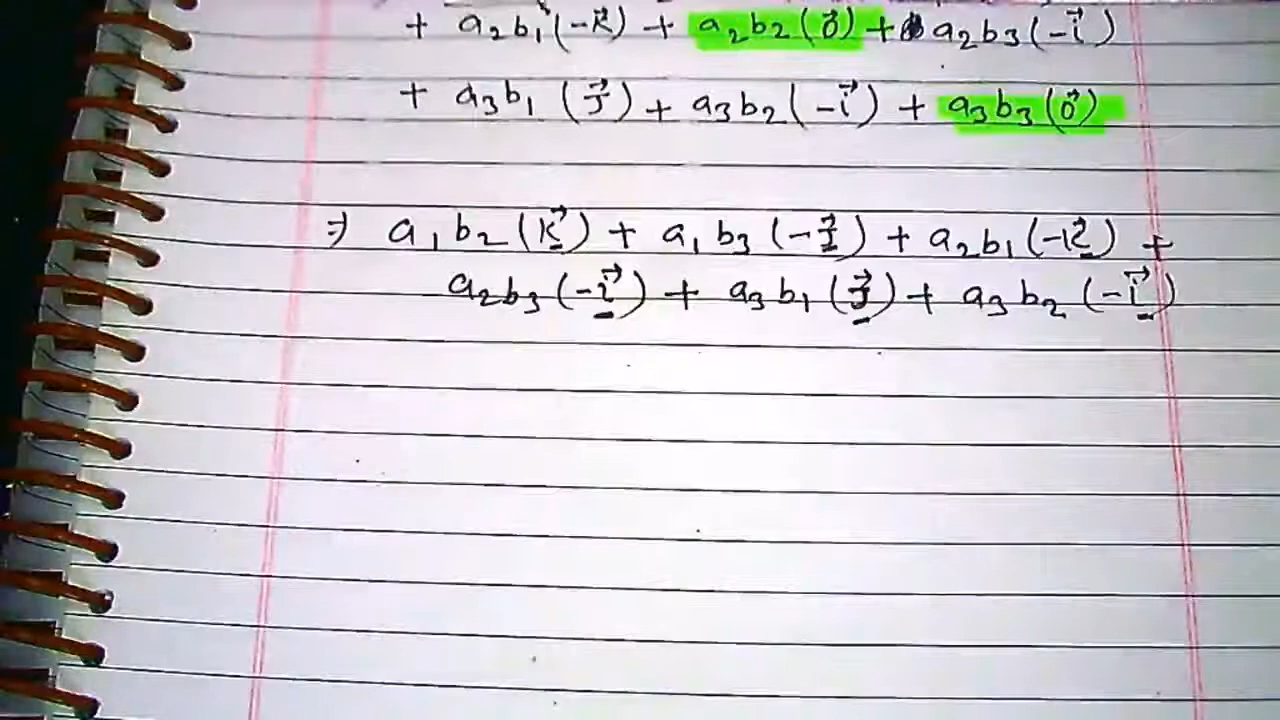 + a₂b₁(-k⃗) + a₂b₂(0⃗) + a₂b₃(-i⃗)
+ a₃b₁(j⃗) + a₃b₂(-i⃗) + a₃b₃(0⃗)
⇒ a₁b₂(k⃗) + a₁b₃(-j⃗) + a₂b₁(-k⃗) +
a₂b₃(-i⃗) + a₃b₁(j⃗) + a₃b₂(-i⃗)